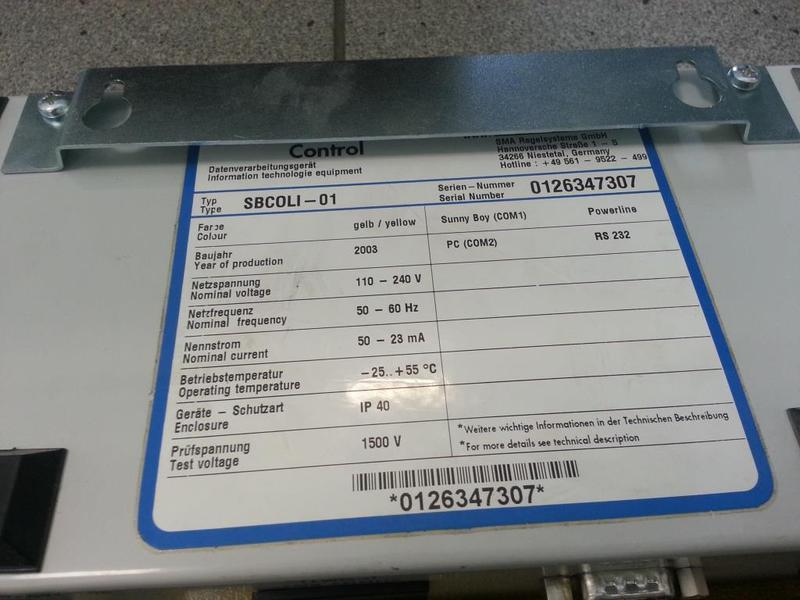 Control
SMA Regelsysteme GmbH
Hannoversche Straße 1 – 5
34266 Niestetal, Germany
Hotline : +49 561 – 9522 – 499
Datenverarbeitungsgerät
Information technologie equipment
Typ
Type
SBCOLI–01
Serien–Nummer
Serial Number
0126347307
Farbe
Colour
gelb / yellow
Sunny Boy (COM1)
Powerline
Baujahr
Year of production
2003
PC (COM2)
RS 232
Netzspannung
Nominal voltage
110 – 240 V
Netzfrequenz
Nominal frequency
50 – 60 Hz
Nennstrom
Nominal current
50 – 23 mA
Betriebstemperatur
Operating temperature
–25..+55 °C
Geräte – Schutzart
Enclosure
IP 40
Prüfspannung
Test voltage
1500 V
*Weitere wichtige Informationen in der Technischen Beschreibung
*For more details see technical description
*0126347307*